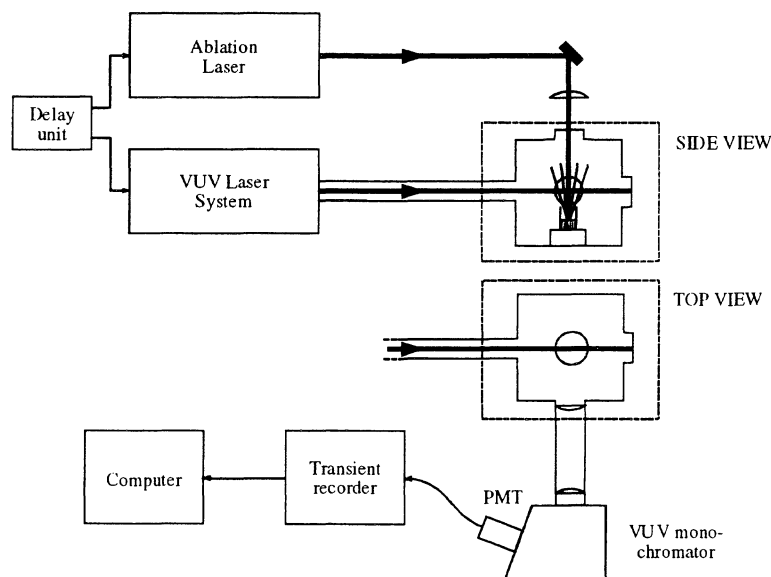 Ablation
Laser
Delay
unit
VUV Laser
System
SIDE VIEW
TOP VIEW
Computer
Transient
recorder
PMT
VUV mono-
chromator